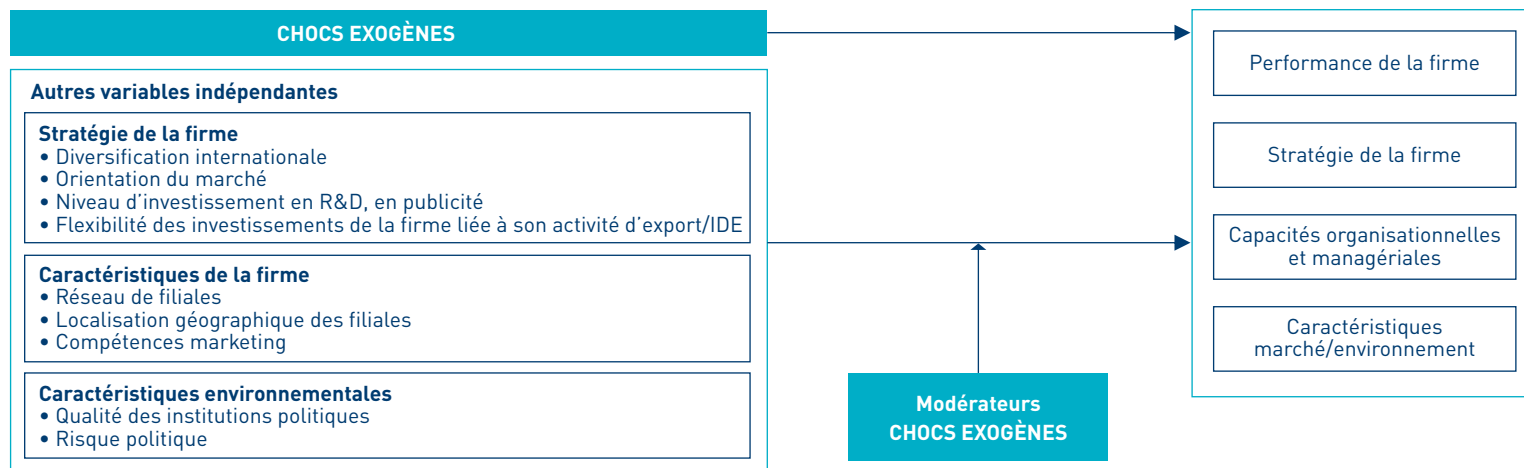 CHOCS EXOGÈNES
Autres variables indépendantes
Stratégie de la firme
• Diversification internationale
• Orientation du marché
• Niveau d’investissement en R&D, en publicité
• Flexibilité des investissements de la firme liée à son activité d’export/IDE
Caractéristiques de la firme
• Réseau de filiales
• Localisation géographique des filiales
• Compétences marketing
Caractéristiques environnementales
• Qualité des institutions politiques
• Risque politique
Modérateurs
CHOCS EXOGÈNES
Performance de la firme
Stratégie de la firme
Capacités organisationnelles
et managériales
Caractéristiques
marché/environnement